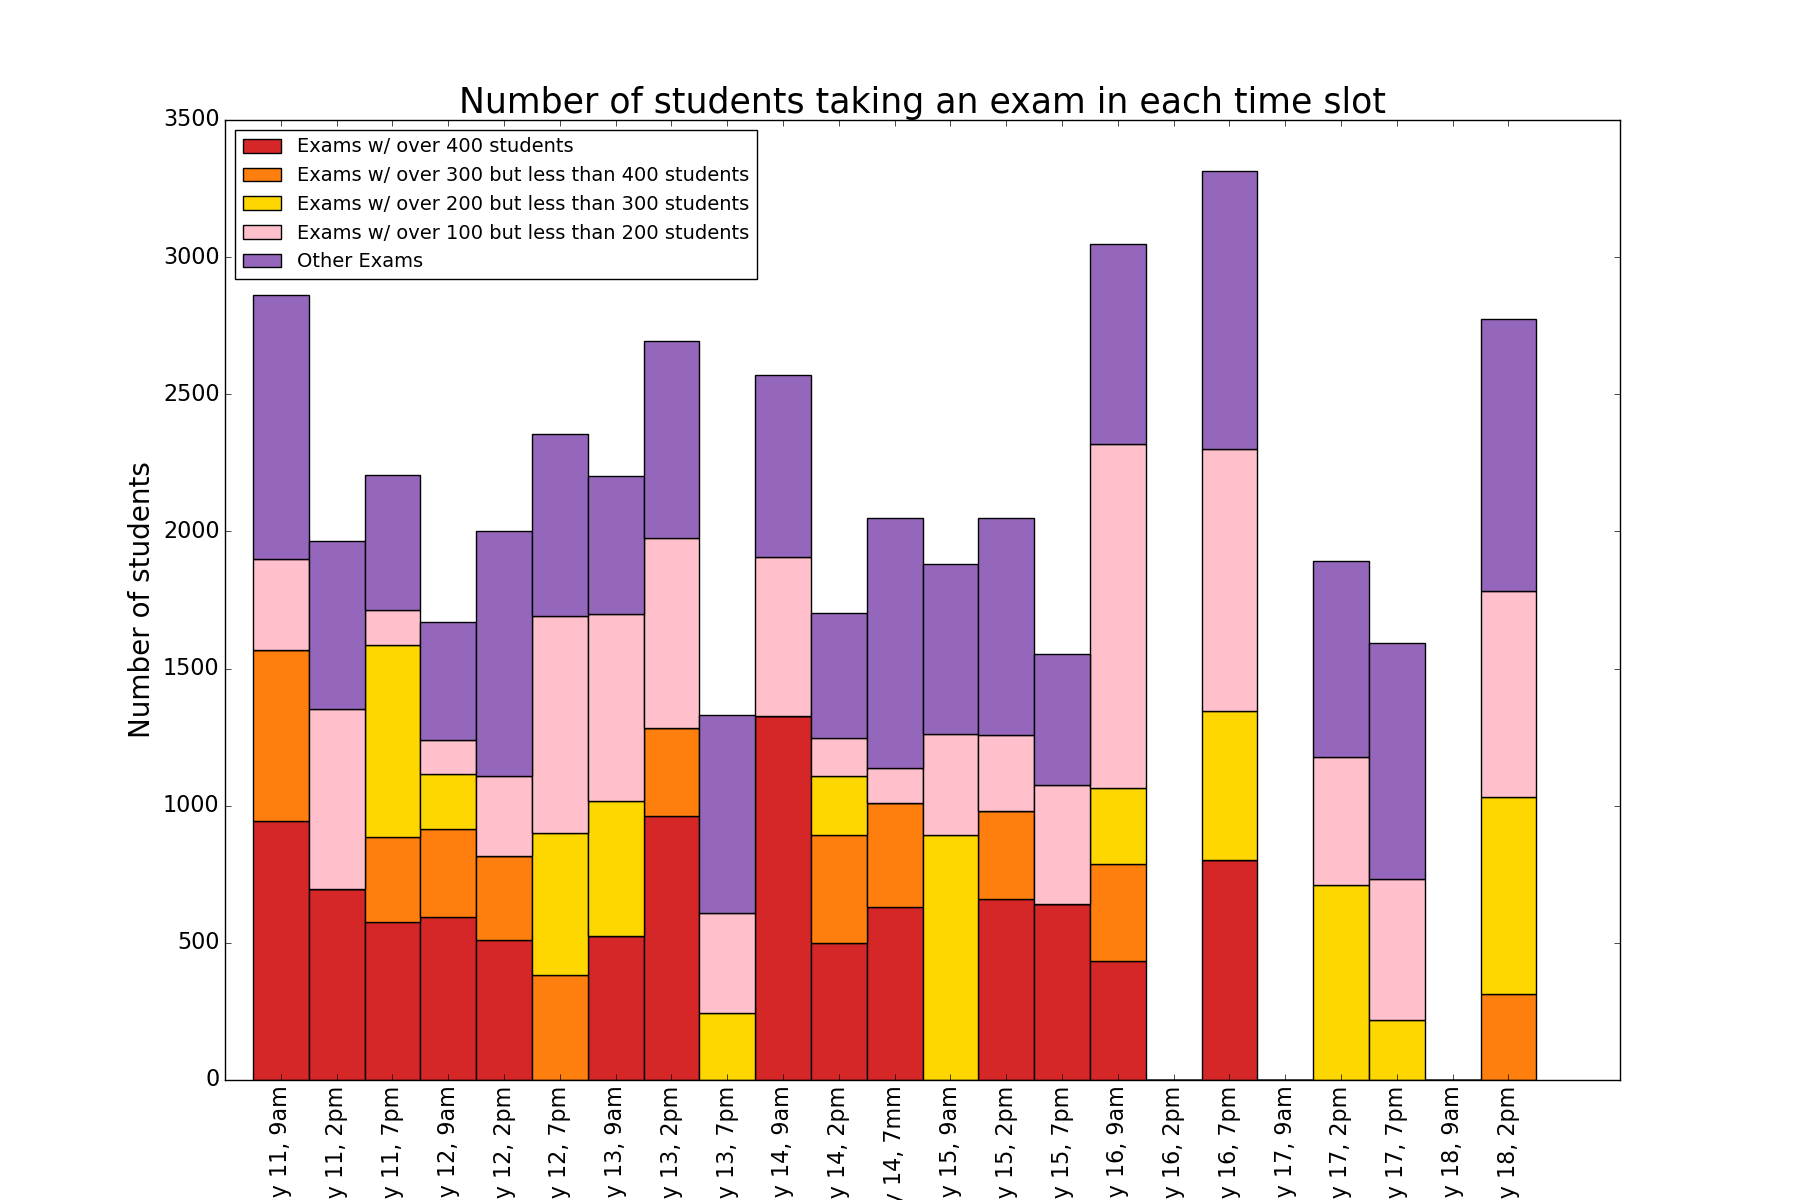 Number of students taking an exam in each time slot
Exams w/ over 400 students
Exams w/ over 300 but less than 400 students
Exams w/ over 200 but less than 300 students
Exams w/ over 100 but less than 200 students
Other Exams
3500
3000
2500
2000
1500
1000
500
0
Number of students
y 11, 9am
y 11, 2pm
y 11, 7pm
y 12, 9am
y 12, 2pm
y 12, 7pm
y 13, 9am
y 13, 2pm
y 13, 7pm
y 14, 9am
y 14, 2pm
y 14, 7mm
y 15, 9am
y 15, 2pm
y 15, 7pm
y 16, 9am
y 16, 2pm
y 16, 7pm
y 17, 9am
y 17, 2pm
y 17, 7pm
y 18, 9am
y 18, 2pm